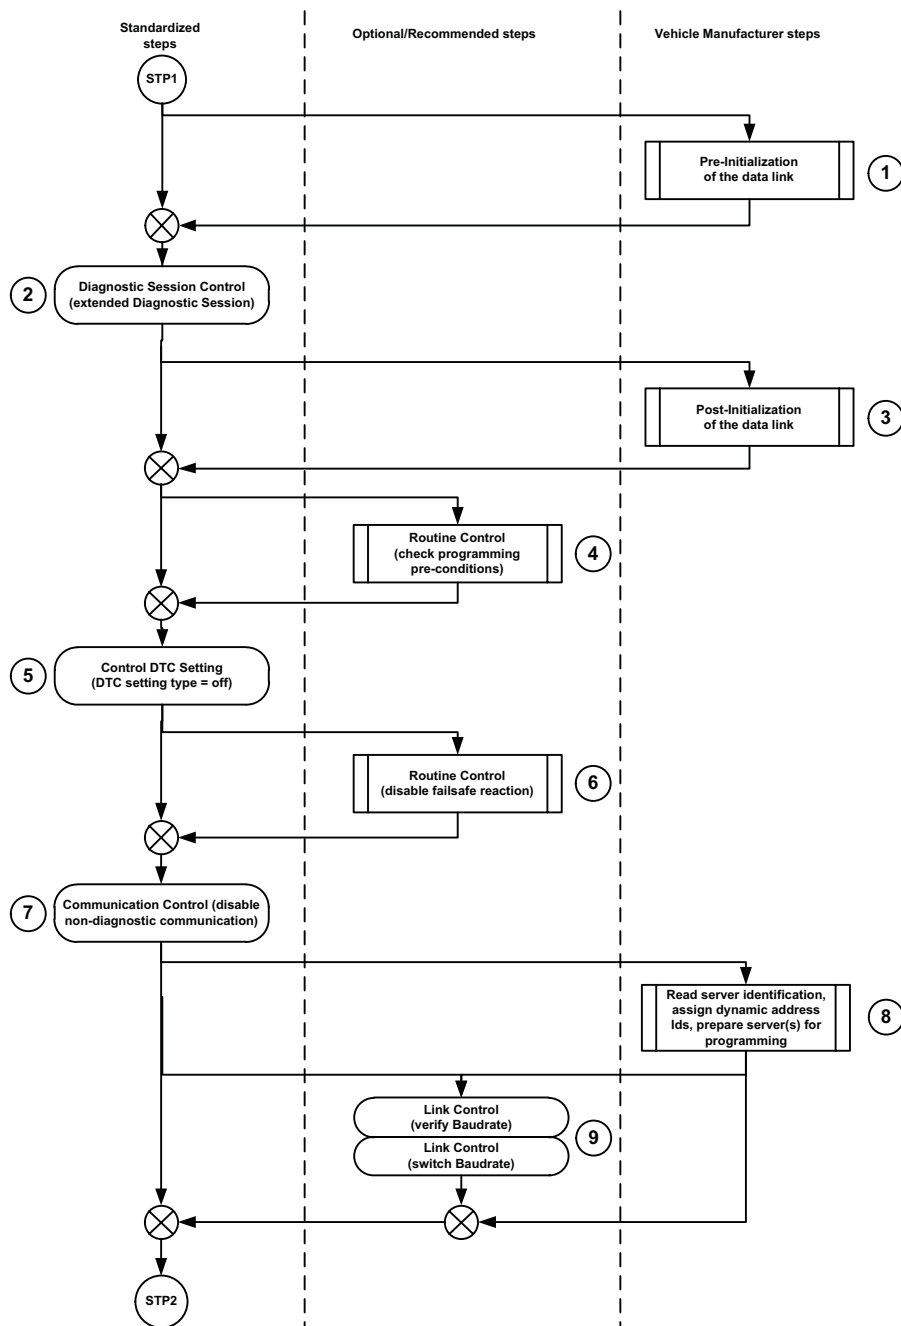 Standardized
steps
Optional/Recommended steps
Vehicle Manufacturer steps
STP1
Pre-Initialization
of the data link
1
2
Diagnostic Session Control
(extended Diagnostic Session)
Post-Initialization
of the data link
3
Routine Control
(check programming
pre-conditions)
4
5
Control DTC Setting
(DTC setting type = off)
Routine Control
(disable failsafe reaction)
6
7
Communication Control (disable
non-diagnostic communication)
Read server identification,
assign dynamic address
Ids, prepare server(s) for
programming
8
Link Control
(verify Baudrate)
Link Control
(switch Baudrate)
9
STP2